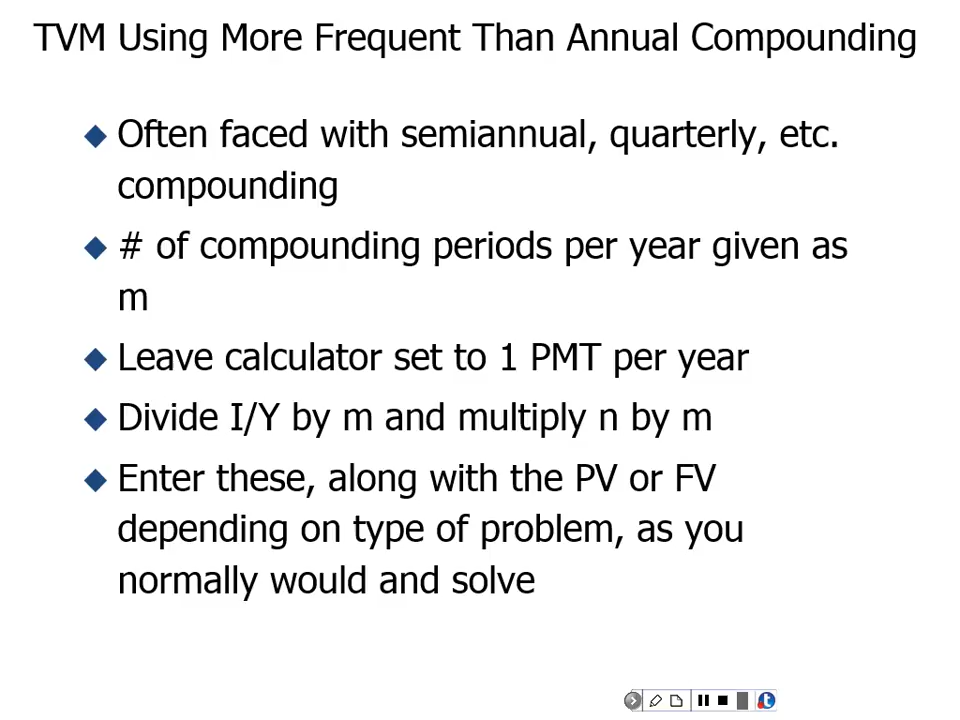 TVM Using More Frequent Than Annual Compounding
Often faced with semiannual, quarterly, etc.
compounding
# of compounding periods per year given as
m
Leave calculator set to 1 PMT per year
Divide I/Y by m and multiply n by m
Enter these, along with the PV or FV
depending on type of problem, as you
normally would and solve
t